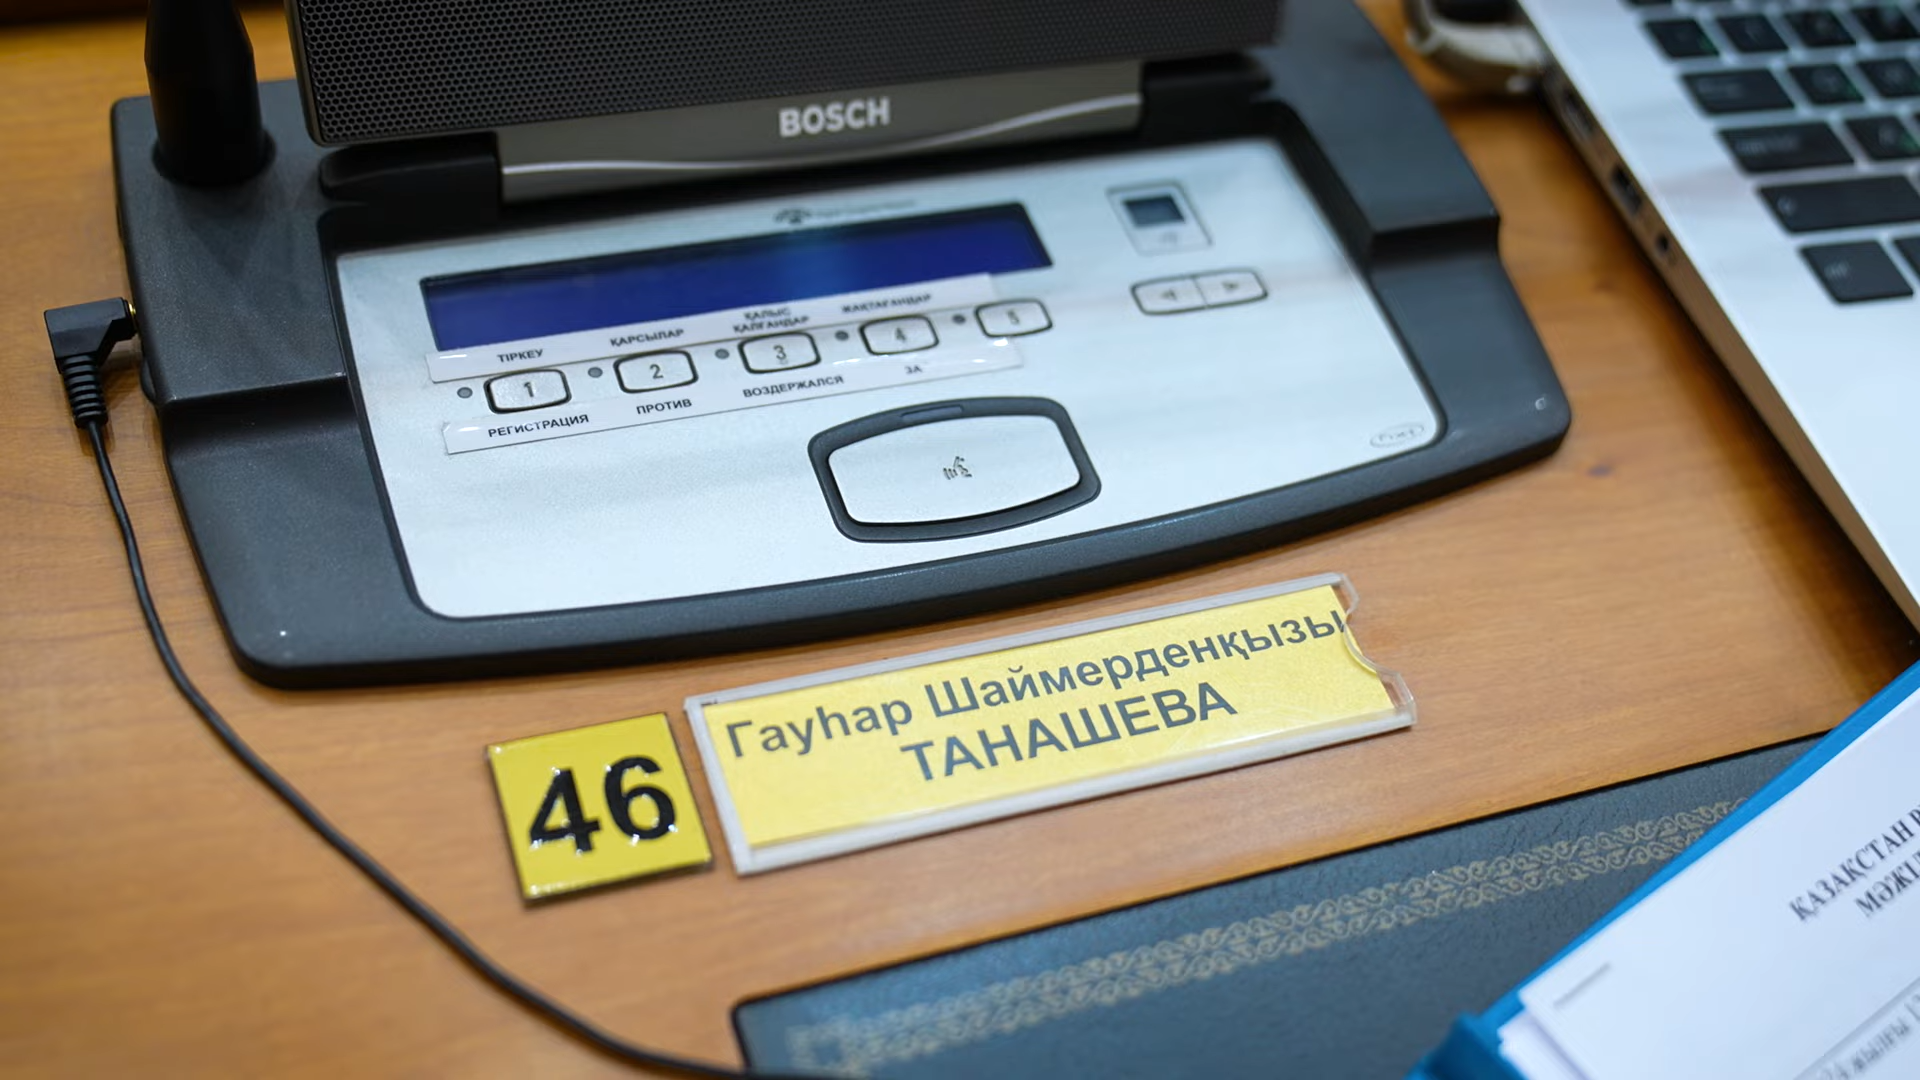 BOSCH
ТІРКЕУ
ҚАРСЫЛАР
ҚАЛЫС
ҚАЛҒАНДАР
ЖАҚТАҒАНДАР
1
2
3
4
5
РЕГИСТРАЦИЯ
ПРОТИВ
ВОЗДЕРЖАЛСЯ
ЗА
46
Гауһар Шаймерденқызы
ТАНАШЕВА
ҚАЗАҚСТАН